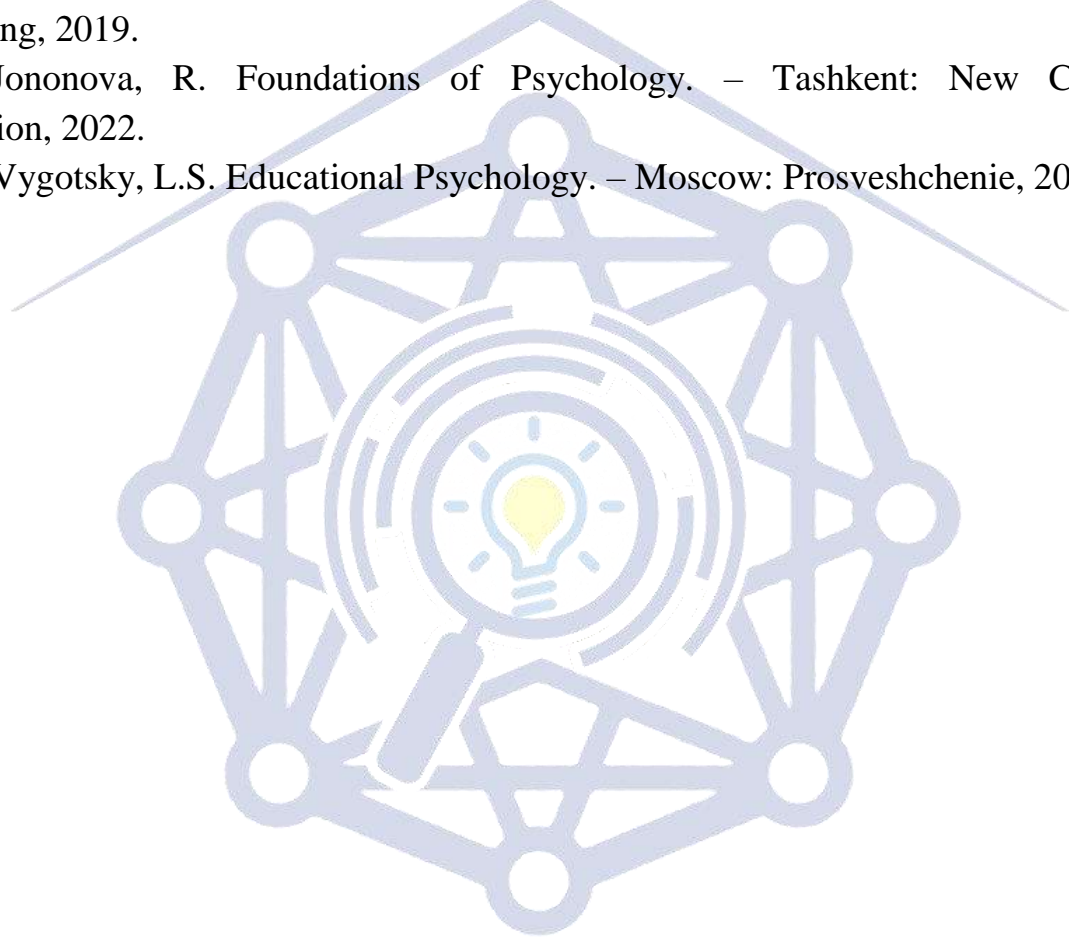 ng, 2019.
Jononova, R. Foundations of Psychology. – Tashkent: New C
ion, 2022.
Vygotsky, L.S. Educational Psychology. – Moscow: Prosveshchenie, 20